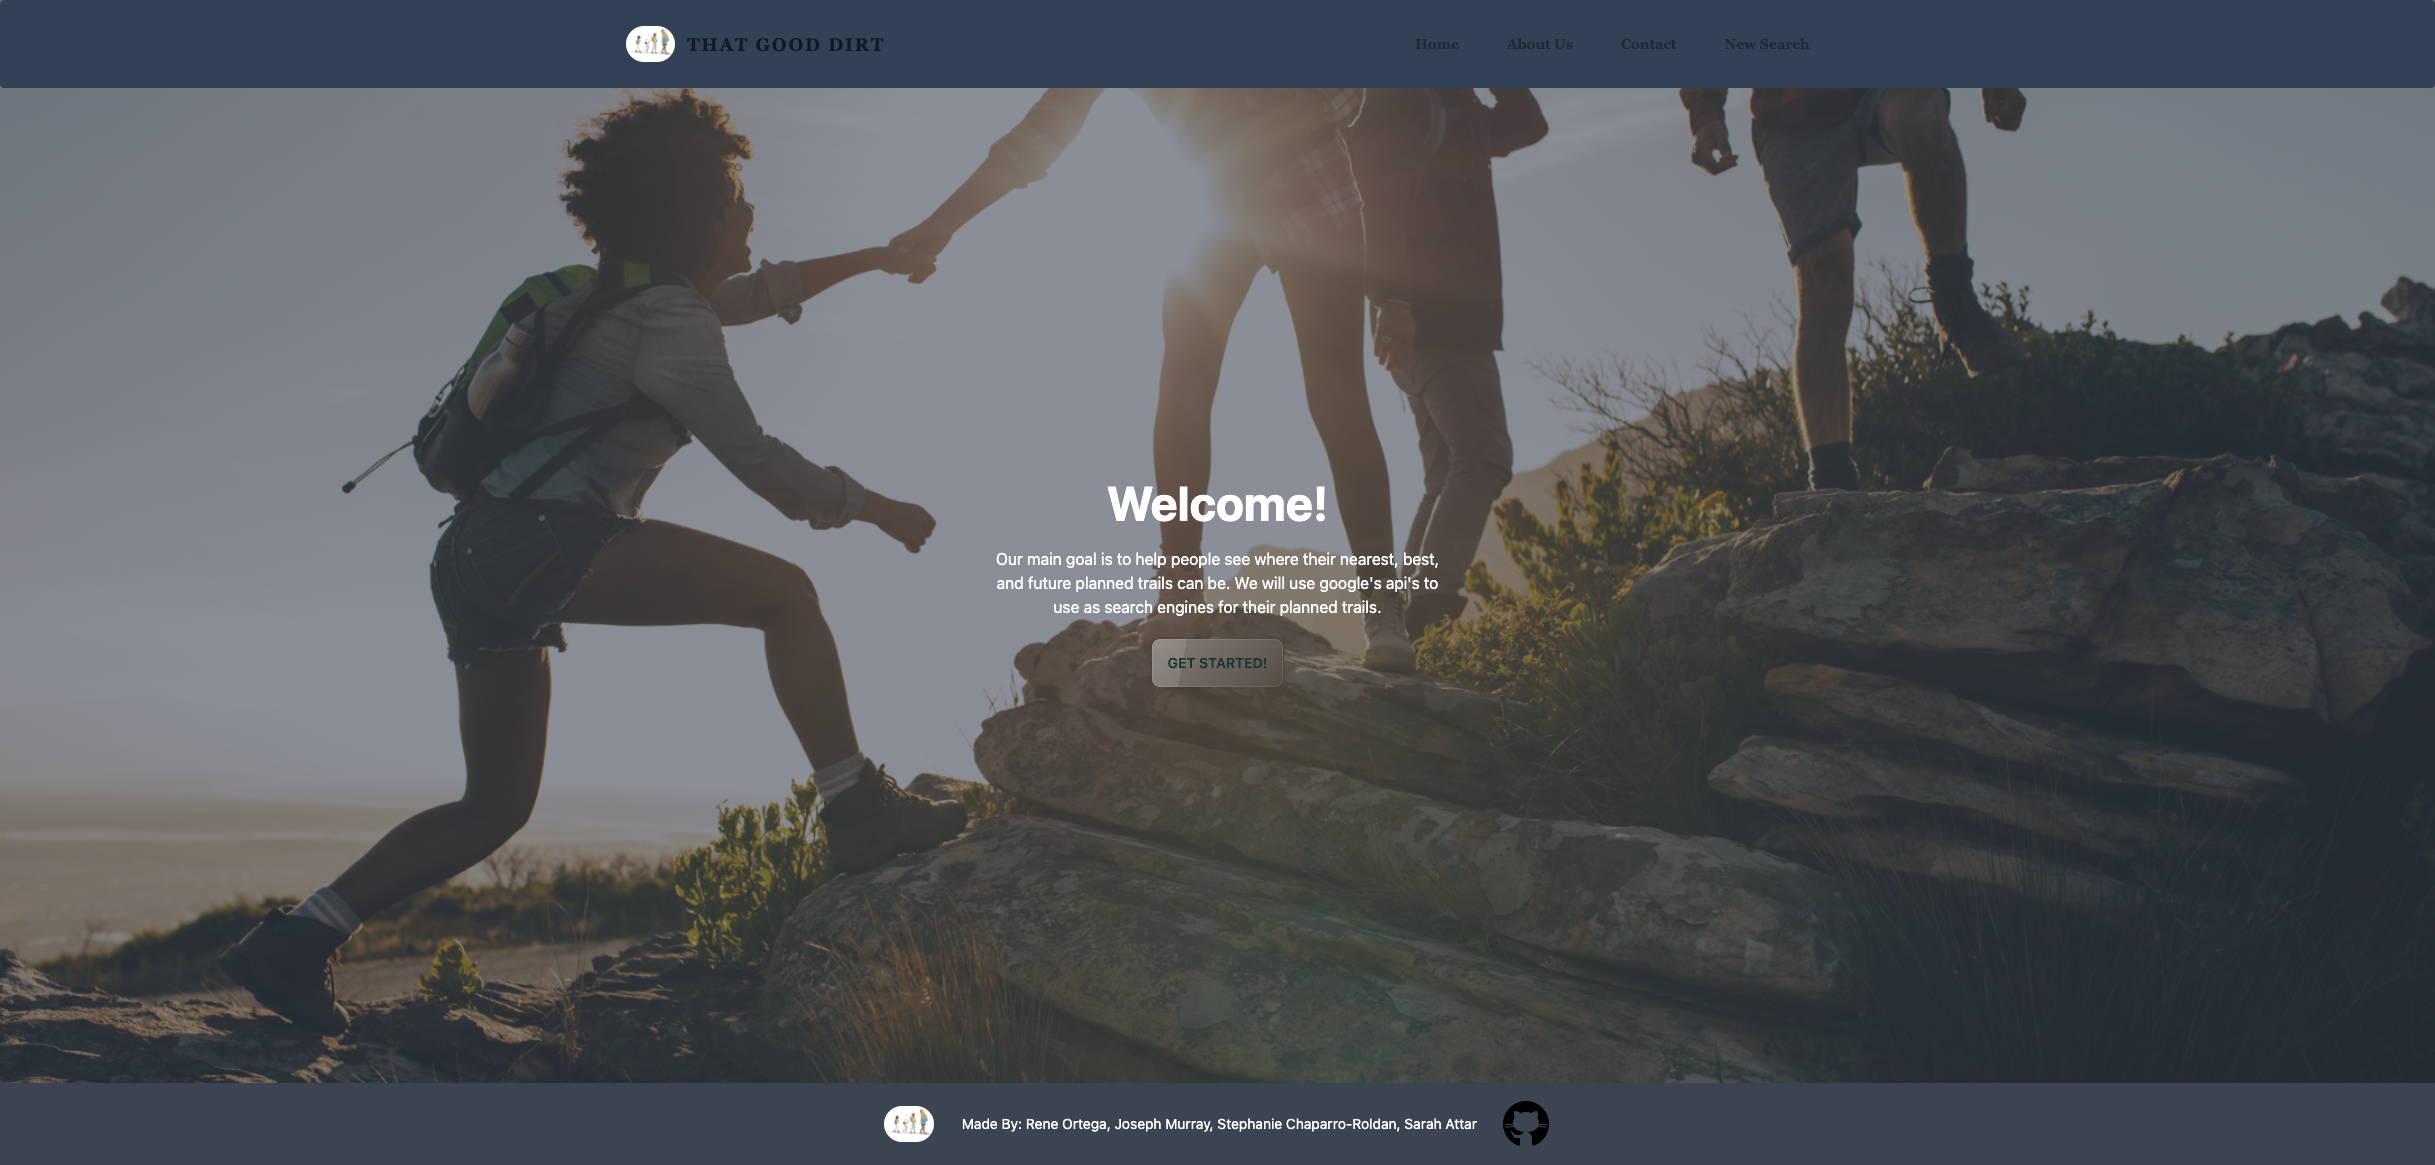 THAT GOOD DIRT
Home About Us Contact New Search
Welcome!
Our main goal is to help people see where their nearest, best,
and future planned trails can be. We will use google's api's to
use as search engines for their planned trails.
GET STARTED!
Made By: Rene Ortega, Joseph Murray, Stephanie Chaparro-Roldan, Sarah Attar